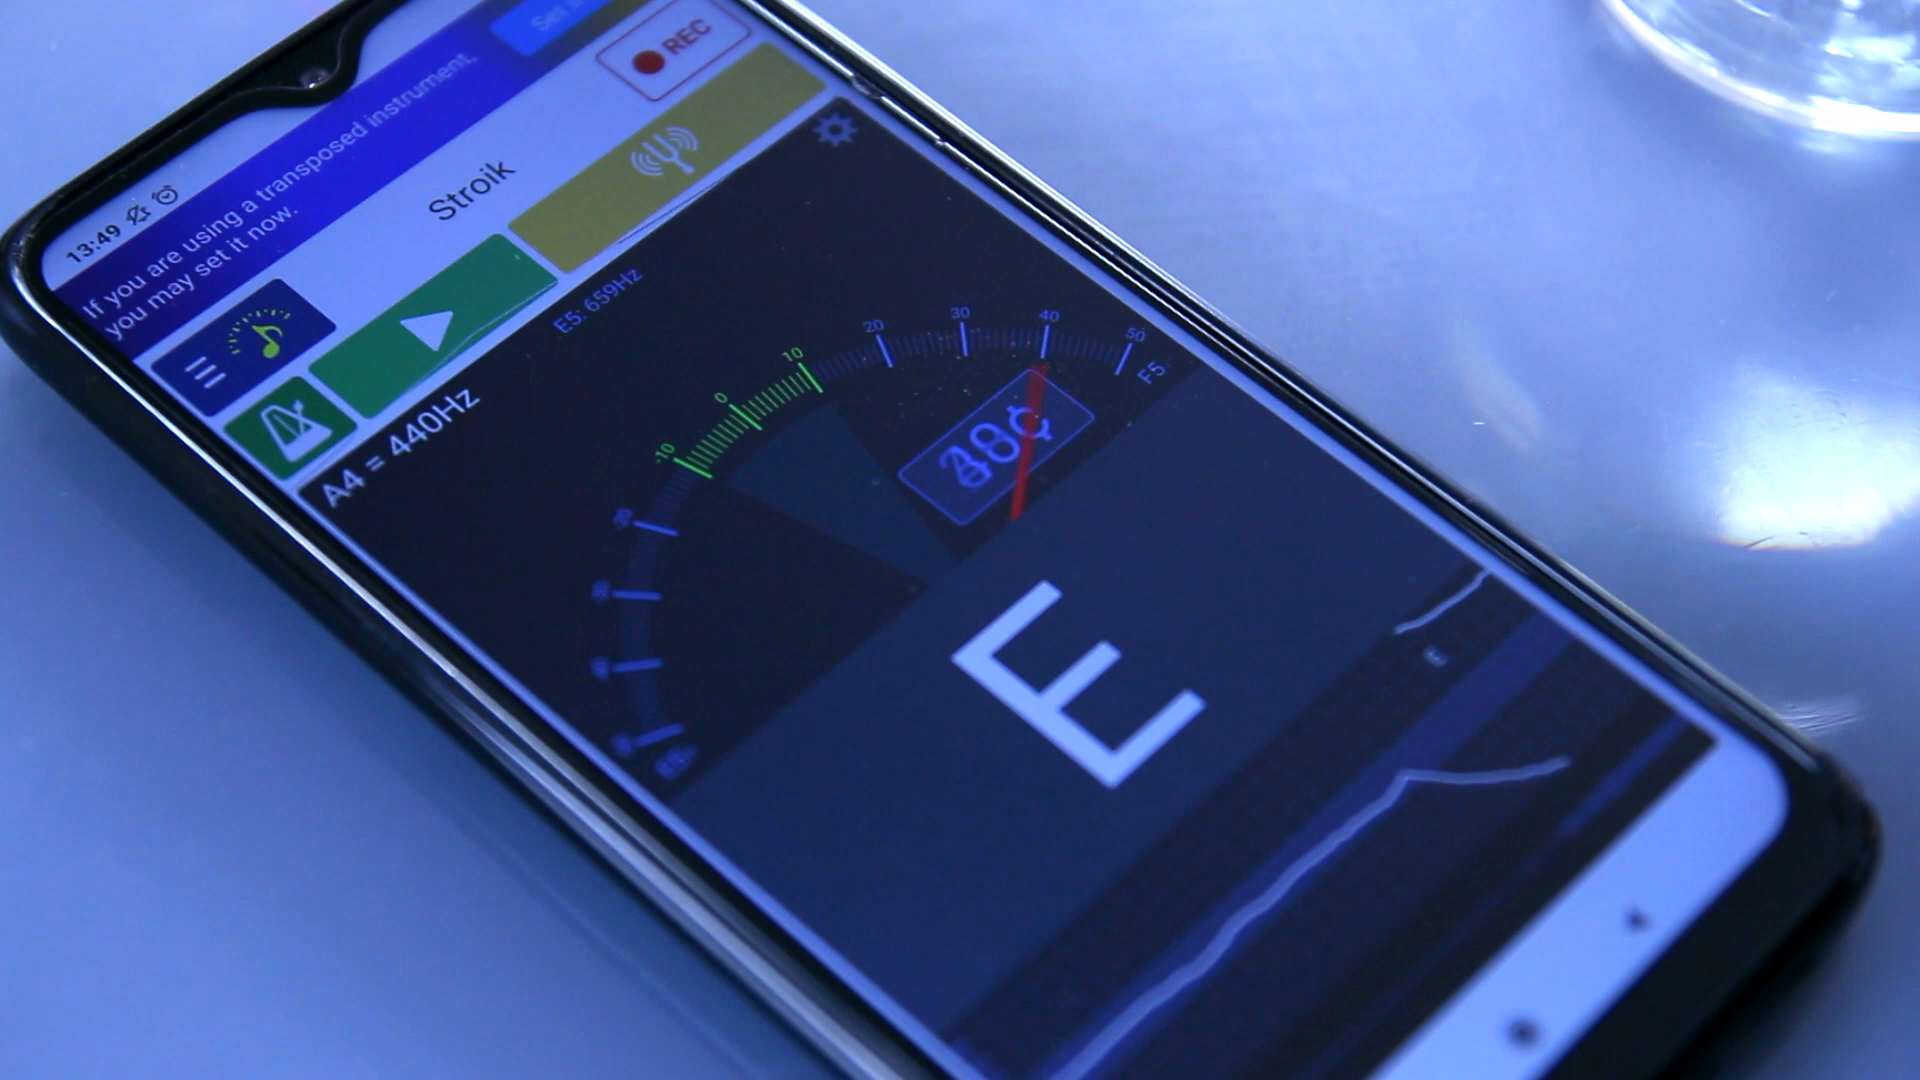 13:49
If you are using a transposed instrument,
you may set it now.
Set
REC
Stroik
A4 = 440Hz
E5: 659Hz
-10
0
10
20
30
40
50
F5
E
E